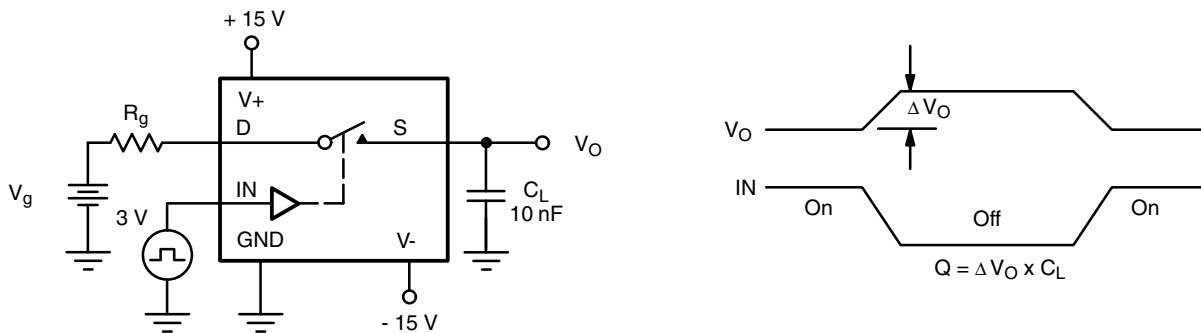 + 15 V
V+
Rg
D
S
VO
Vg
IN
3 V
CL
10 nF
GND
V-
- 15 V
VO
ΔVO
IN
On
Off
On
Q = ΔVO x CL